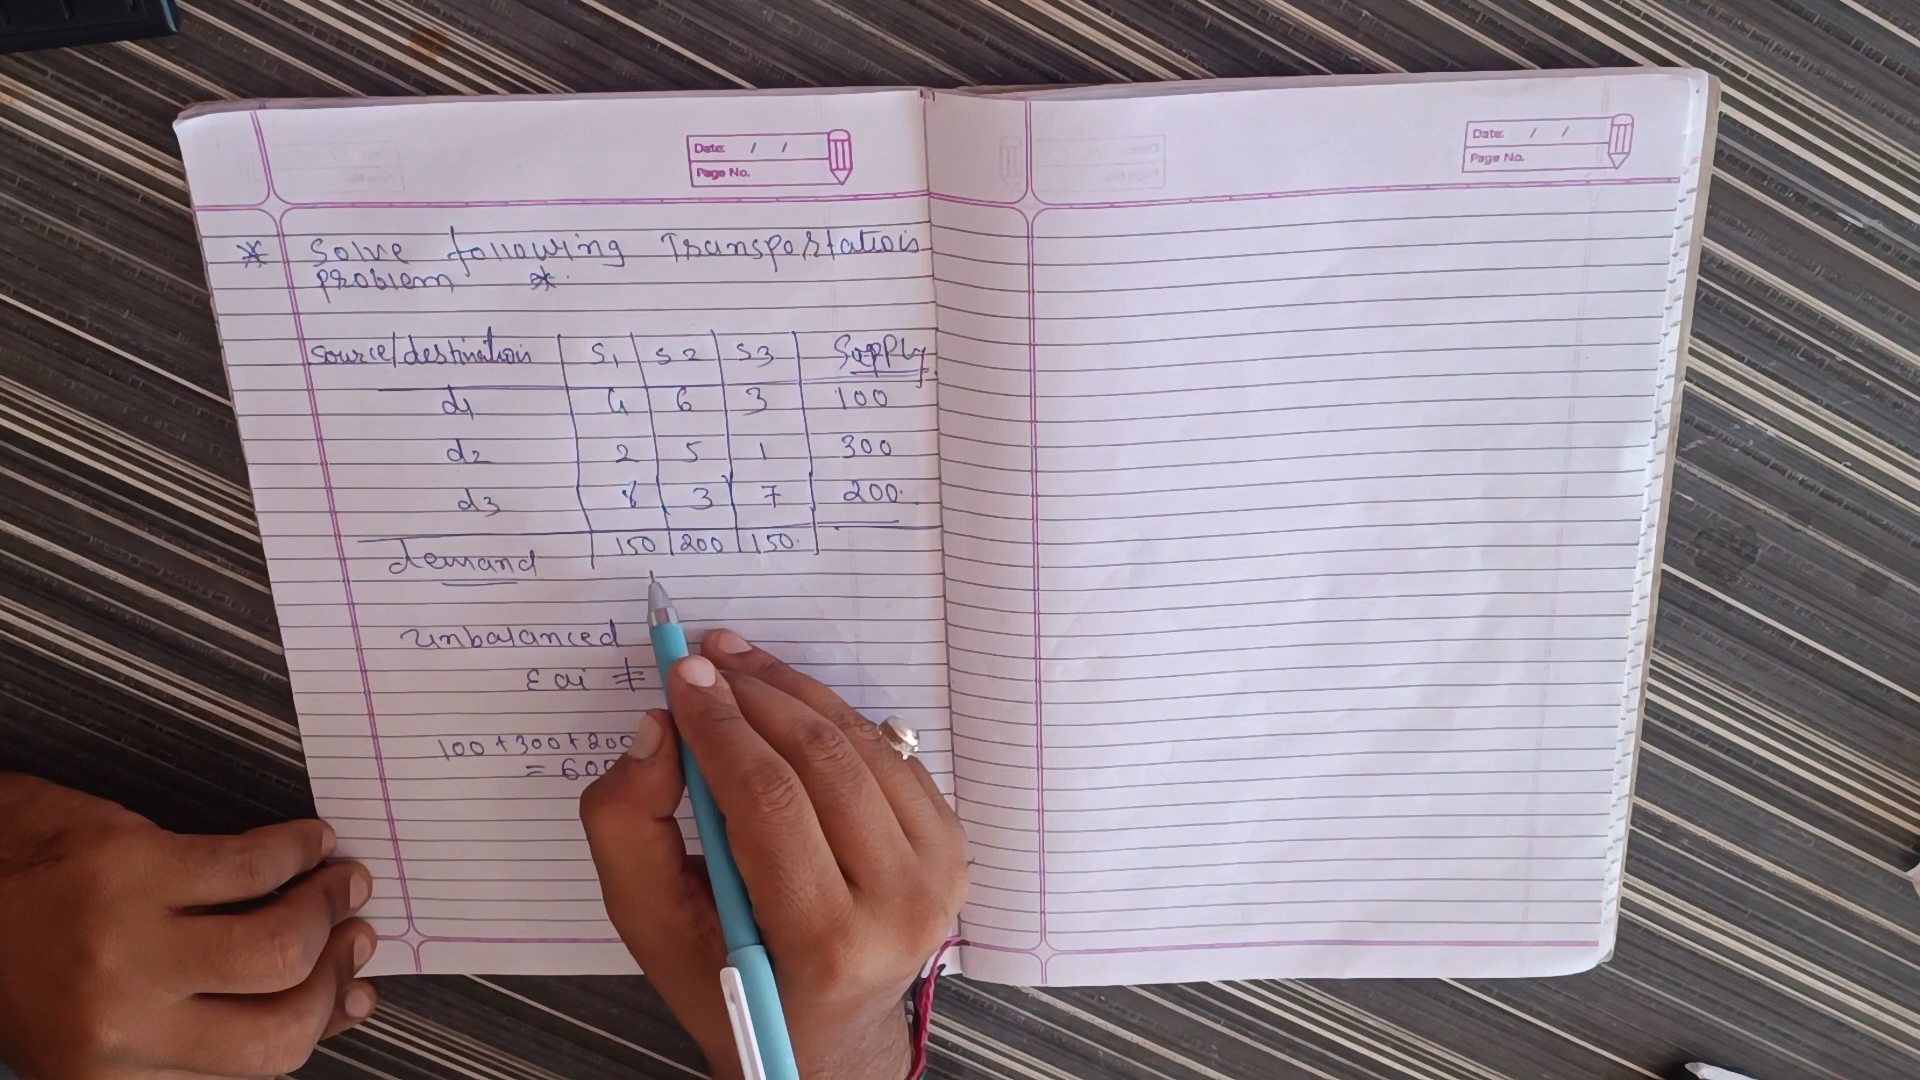 Date: / /
Page No.
Date: / /
Page No.
* Solve following Transportation
problem *
source/destination S1 S2 S3 Supply
d1 4 6 3 100
d2 2 5 1 300
d3 8 3 7 200
demand 150 200 150
unbalanced
Σai ≠
100 + 300 + 200
= 600